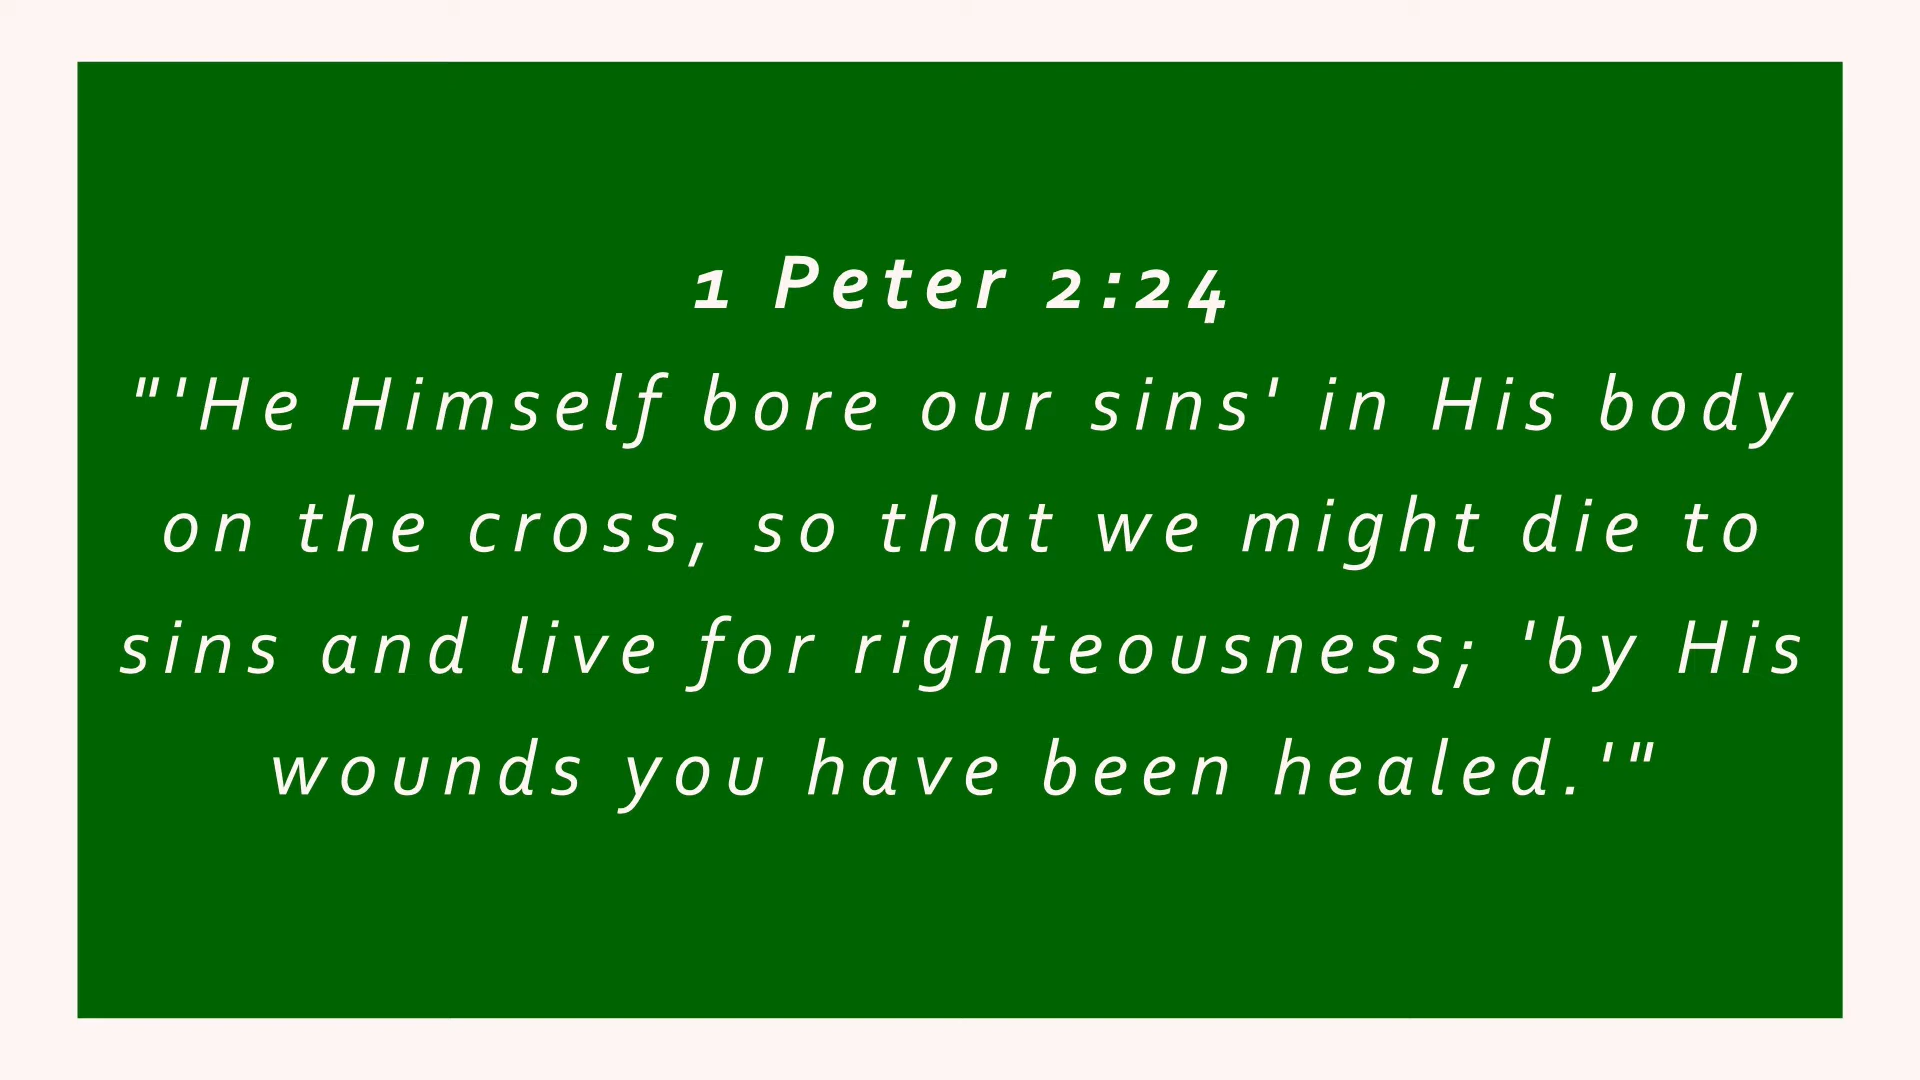 1 Peter 2:24
"'He Himself bore our sins' in His body
on the cross, so that we might die to
sins and live for righteousness; 'by His
wounds you have been healed.'"